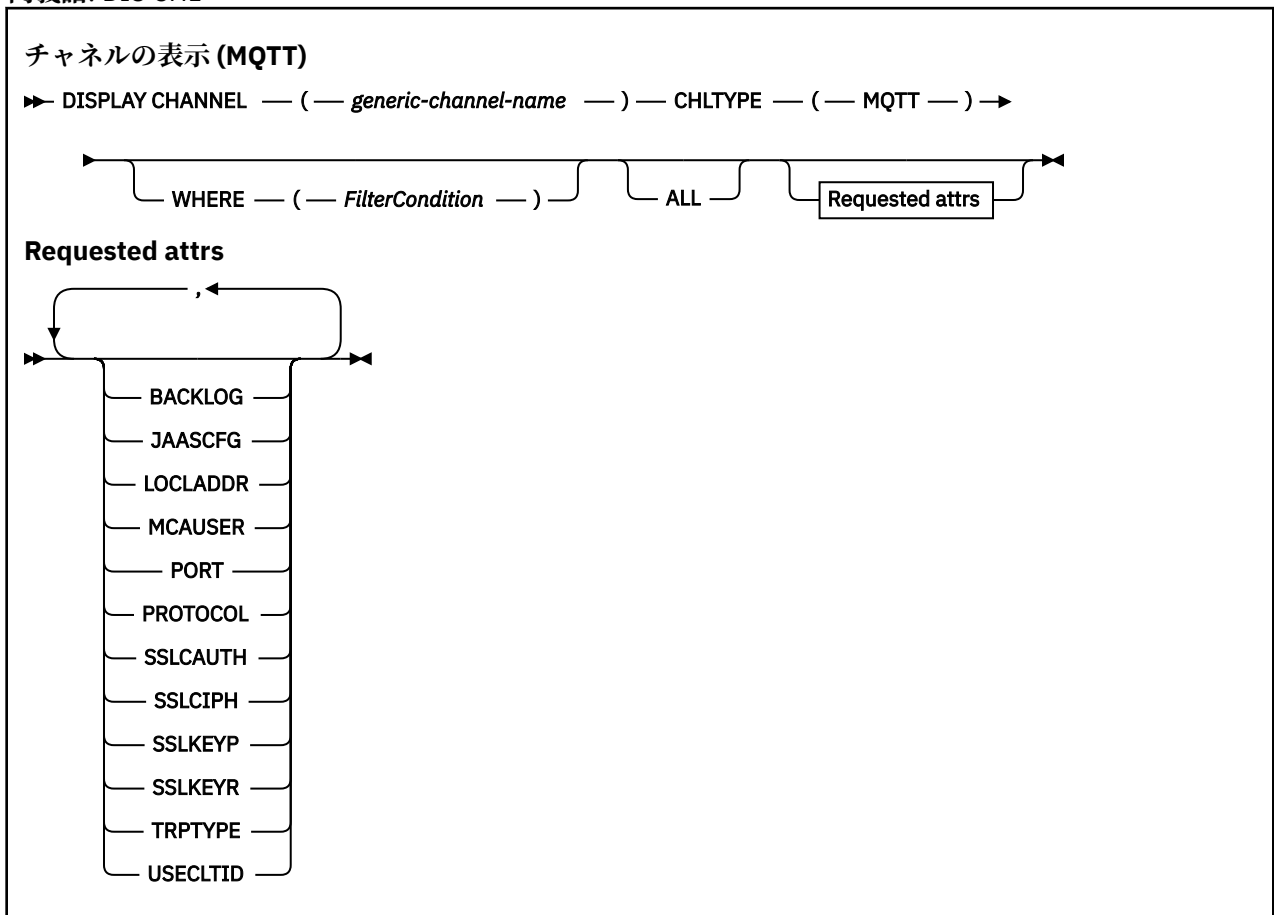 チャネルの表示 (MQTT)
DISPLAY CHANNEL ( generic-channel-name ) CHLTYPE ( MQTT )
WHERE ( FilterCondition ) ALL Requested attrs
Requested attrs
,
BACKLOG
JAASCFG
LOCLADDR
MCAUSER
PORT
PROTOCOL
SSLCAUTH
SSLCIPH
SSLKEYP
SSLKEYR
TRPTYPE
USECLTID